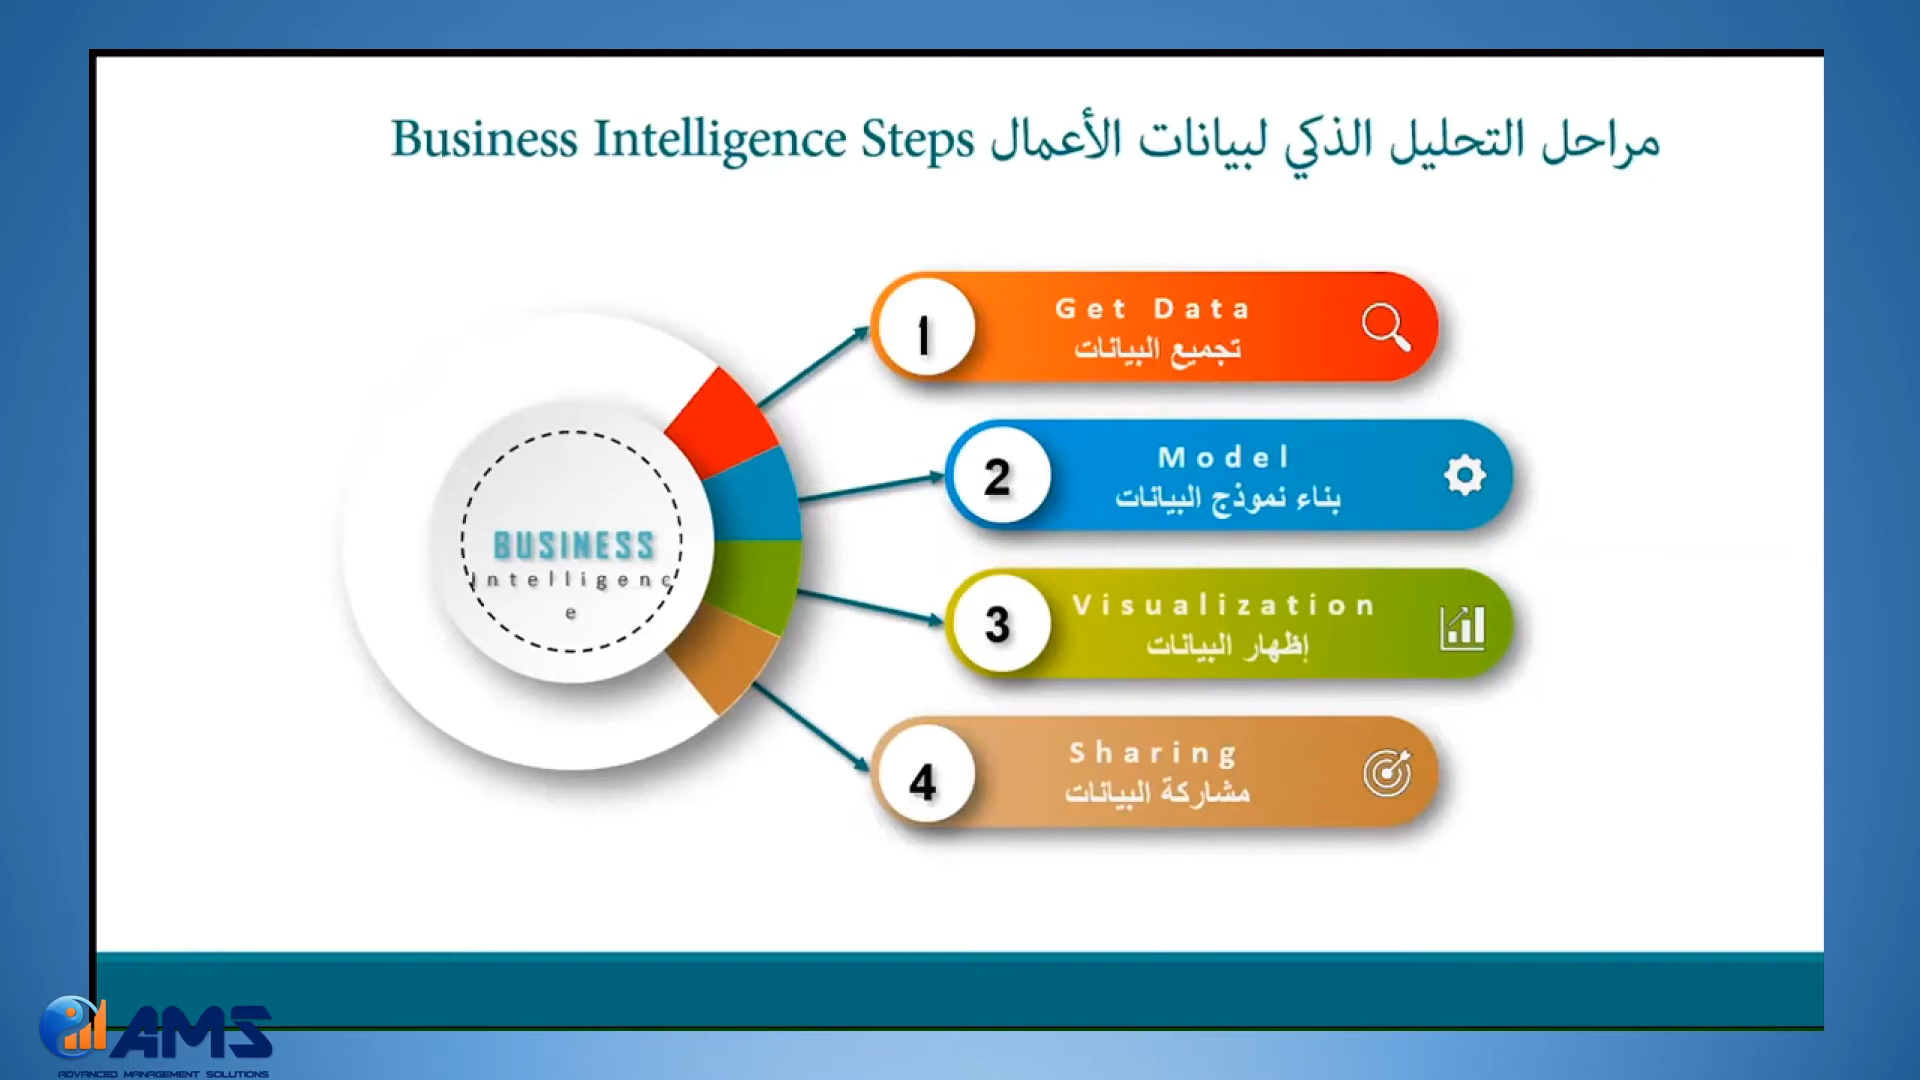 مراحل التحليل الذكي لبيانات الأعمال Business Intelligence Steps
1
Get Data
تجميع البيانات
2
Model
بناء نموذج البيانات
BUSINESS
Intelligenc
e
3
Visualization
إظهار البيانات
4
Sharing
مشاركة البيانات
AMS
ADVANCED MANAGEMENT SOLUTIONS